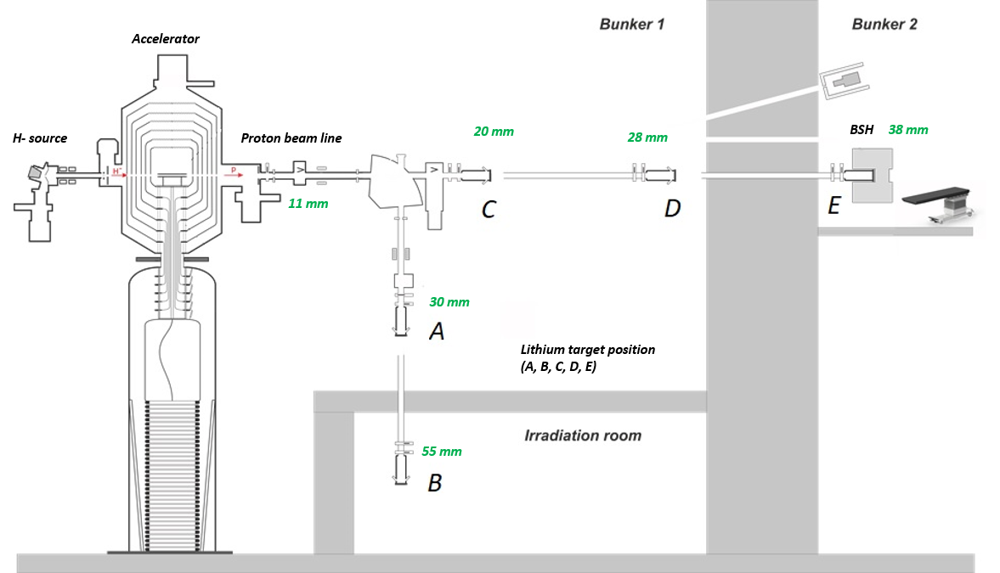 Bunker 1
Bunker 2
Accelerator
H- source
Proton beam line
20 mm
28 mm
BSH
38 mm
H⁻
P
V
V
11 mm
C
D
E
30 mm
A
Lithium target position
(A, B, C, D, E)
Irradiation room
55 mm
B